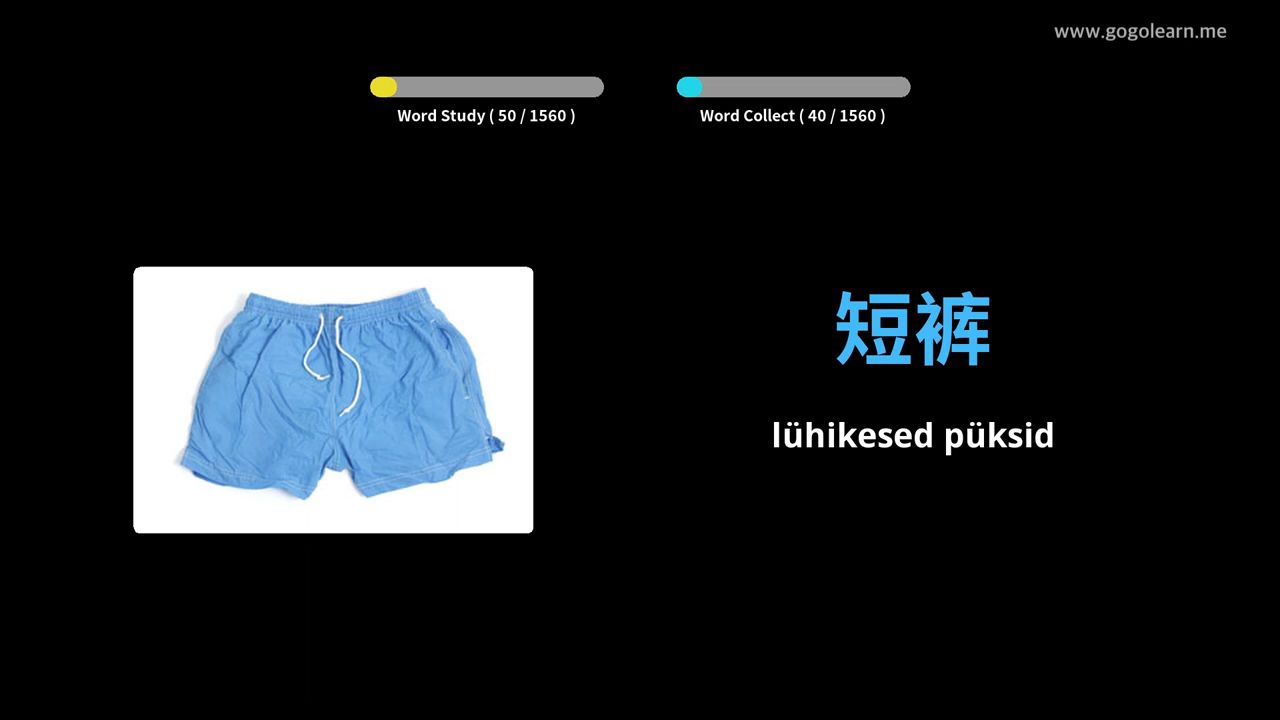 www.gogolearn.me
Word Study ( 50 / 1560 )
Word Collect ( 40 / 1560 )
短裤
lühikesed püksid